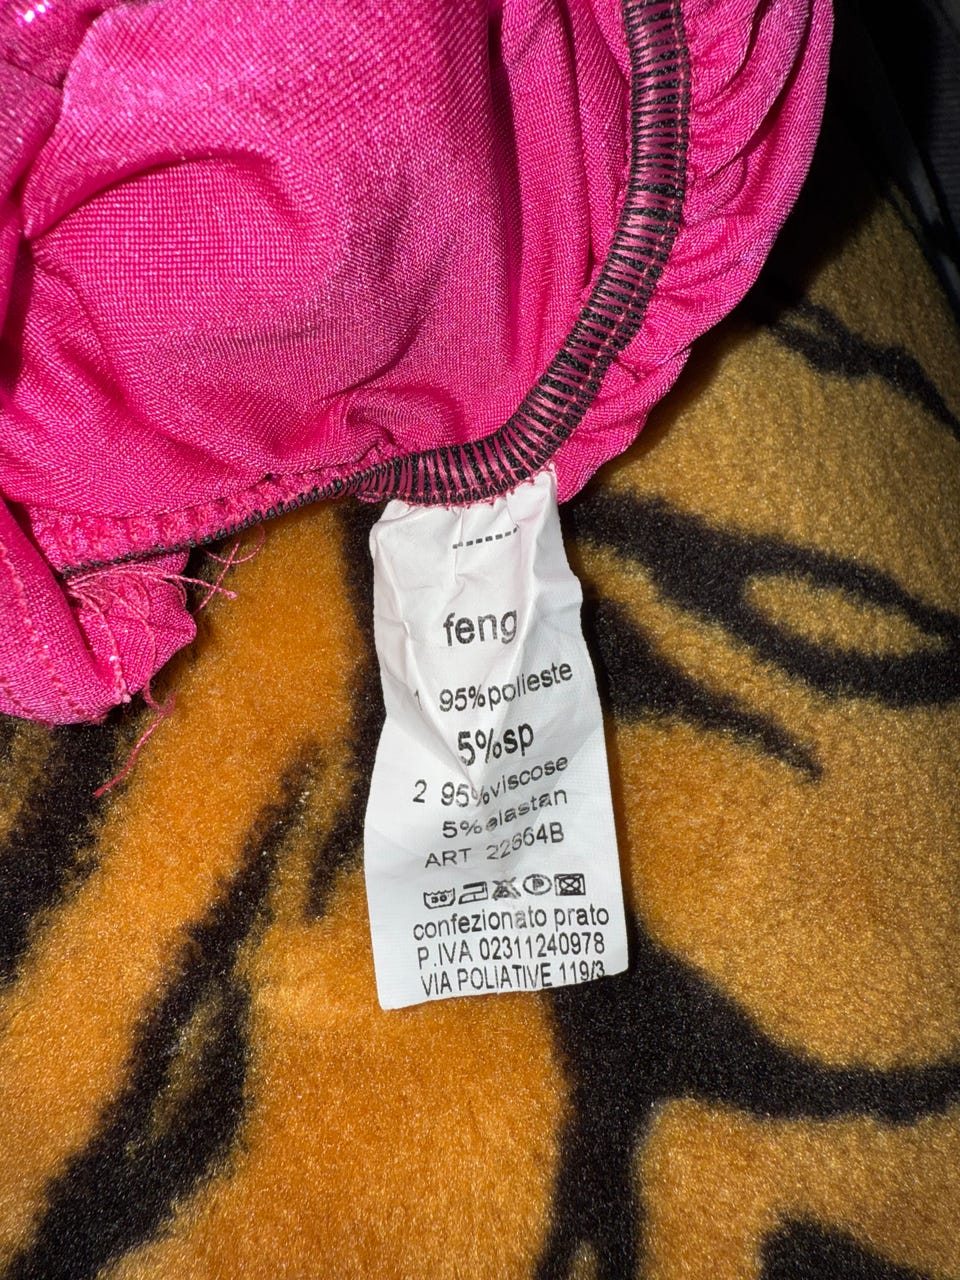 feng
1 95%polieste
5%sp
2 95%viscose
5%elastan
ART 22664B
confezionato prato
P.IVA 02311240978
VIA POLIATIVE 119/3